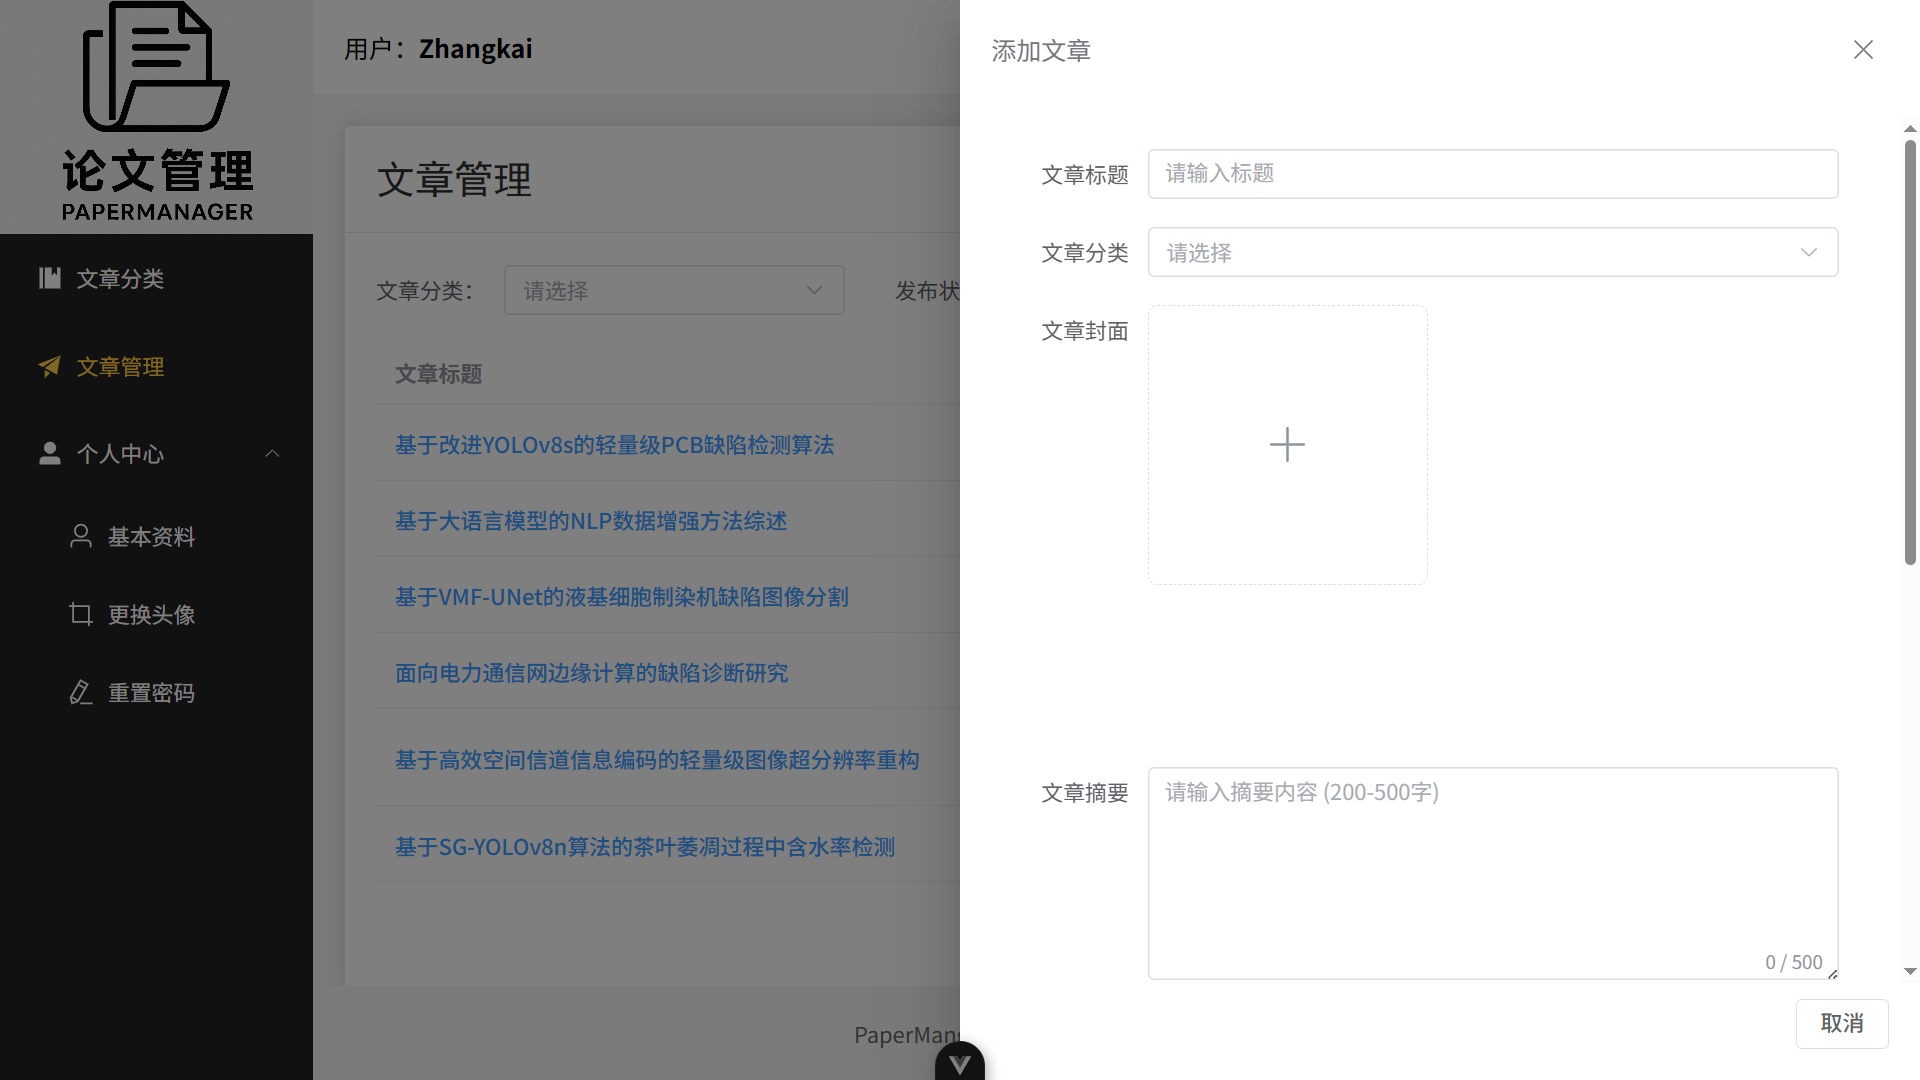 论文管理
PAPERMANAGER
文章分类
文章管理
个人中心
基本资料
更换头像
重置密码
用户：Zhangkai
文章管理
文章分类：
请选择
发布状
文章标题
基于改进YOLOv8s的轻量级PCB缺陷检测算法
基于大语言模型的NLP数据增强方法综述
基于VMF-UNet的液基细胞制染机缺陷图像分割
面向电力通信网边缘计算的缺陷诊断研究
基于高效空间信道信息编码的轻量级图像超分辨率重构
基于SG-YOLOv8n算法的茶叶萎凋过程中含水率检测
PaperMan
添加文章
文章标题
请输入标题
文章分类
请选择
文章封面
文章摘要
请输入摘要内容 (200-500字)
0 / 500
取消